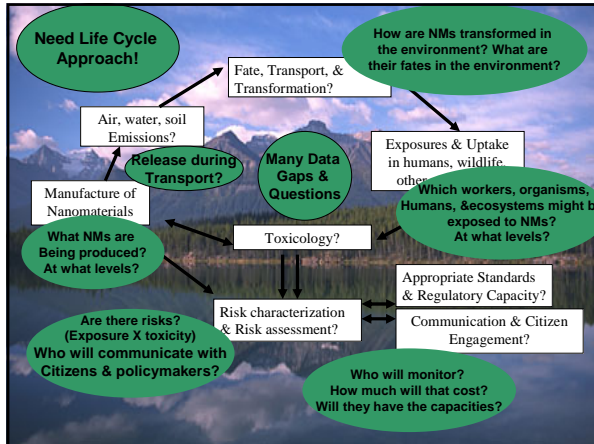 Need Life Cycle
Approach!
How are NMs transformed in
the environment? What are
their fates in the environment?
Fate, Transport, &
Transformation?
Air, water, soil
Emissions?
Release during
Transport?
Many Data
Gaps &
Questions
Exposures & Uptake
in humans, wildlife,
other
Manufacture of
Nanomaterials
Which workers, organisms,
Humans, &ecosystems might b
exposed to NMs?
At what levels?
Toxicology?
What NMs are
Being produced?
At what levels?
Appropriate Standards
& Regulatory Capacity?
Risk characterization
& Risk assessment?
Communication & Citizen
Engagement?
Are there risks?
(Exposure X toxicity)
Who will communicate with
Citizens & policymakers?
Who will monitor?
How much will that cost?
Will they have the capacities?